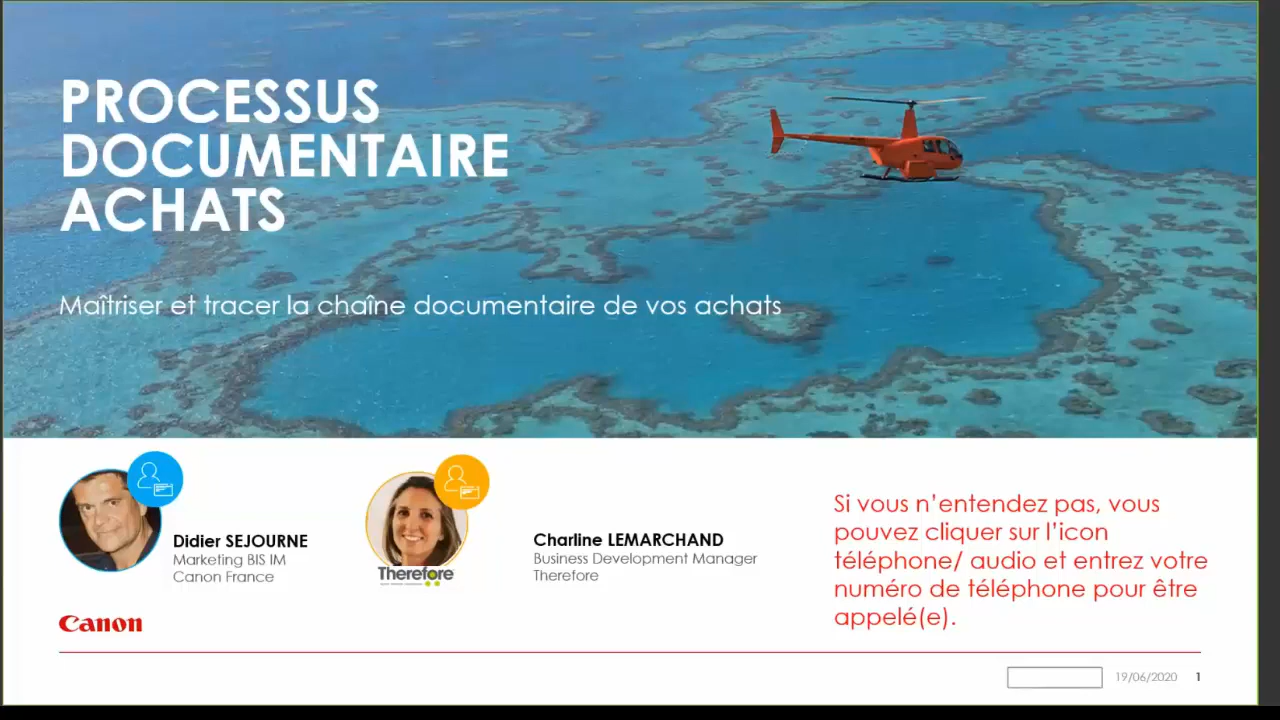 PROCESSUS
DOCUMENTAIRE
ACHATS
Maîtriser et tracer la chaîne documentaire de vos achats
Didier SEJOURNE
Marketing BIS IM
Canon France
Therefore
Charline LEMARCHAND
Business Development Manager
Therefore
Si vous n’entendez pas, vous
pouvez cliquer sur l’icon
téléphone/ audio et entrez votre
numéro de téléphone pour être
appelé(e).
Canon
19/06/2020 1